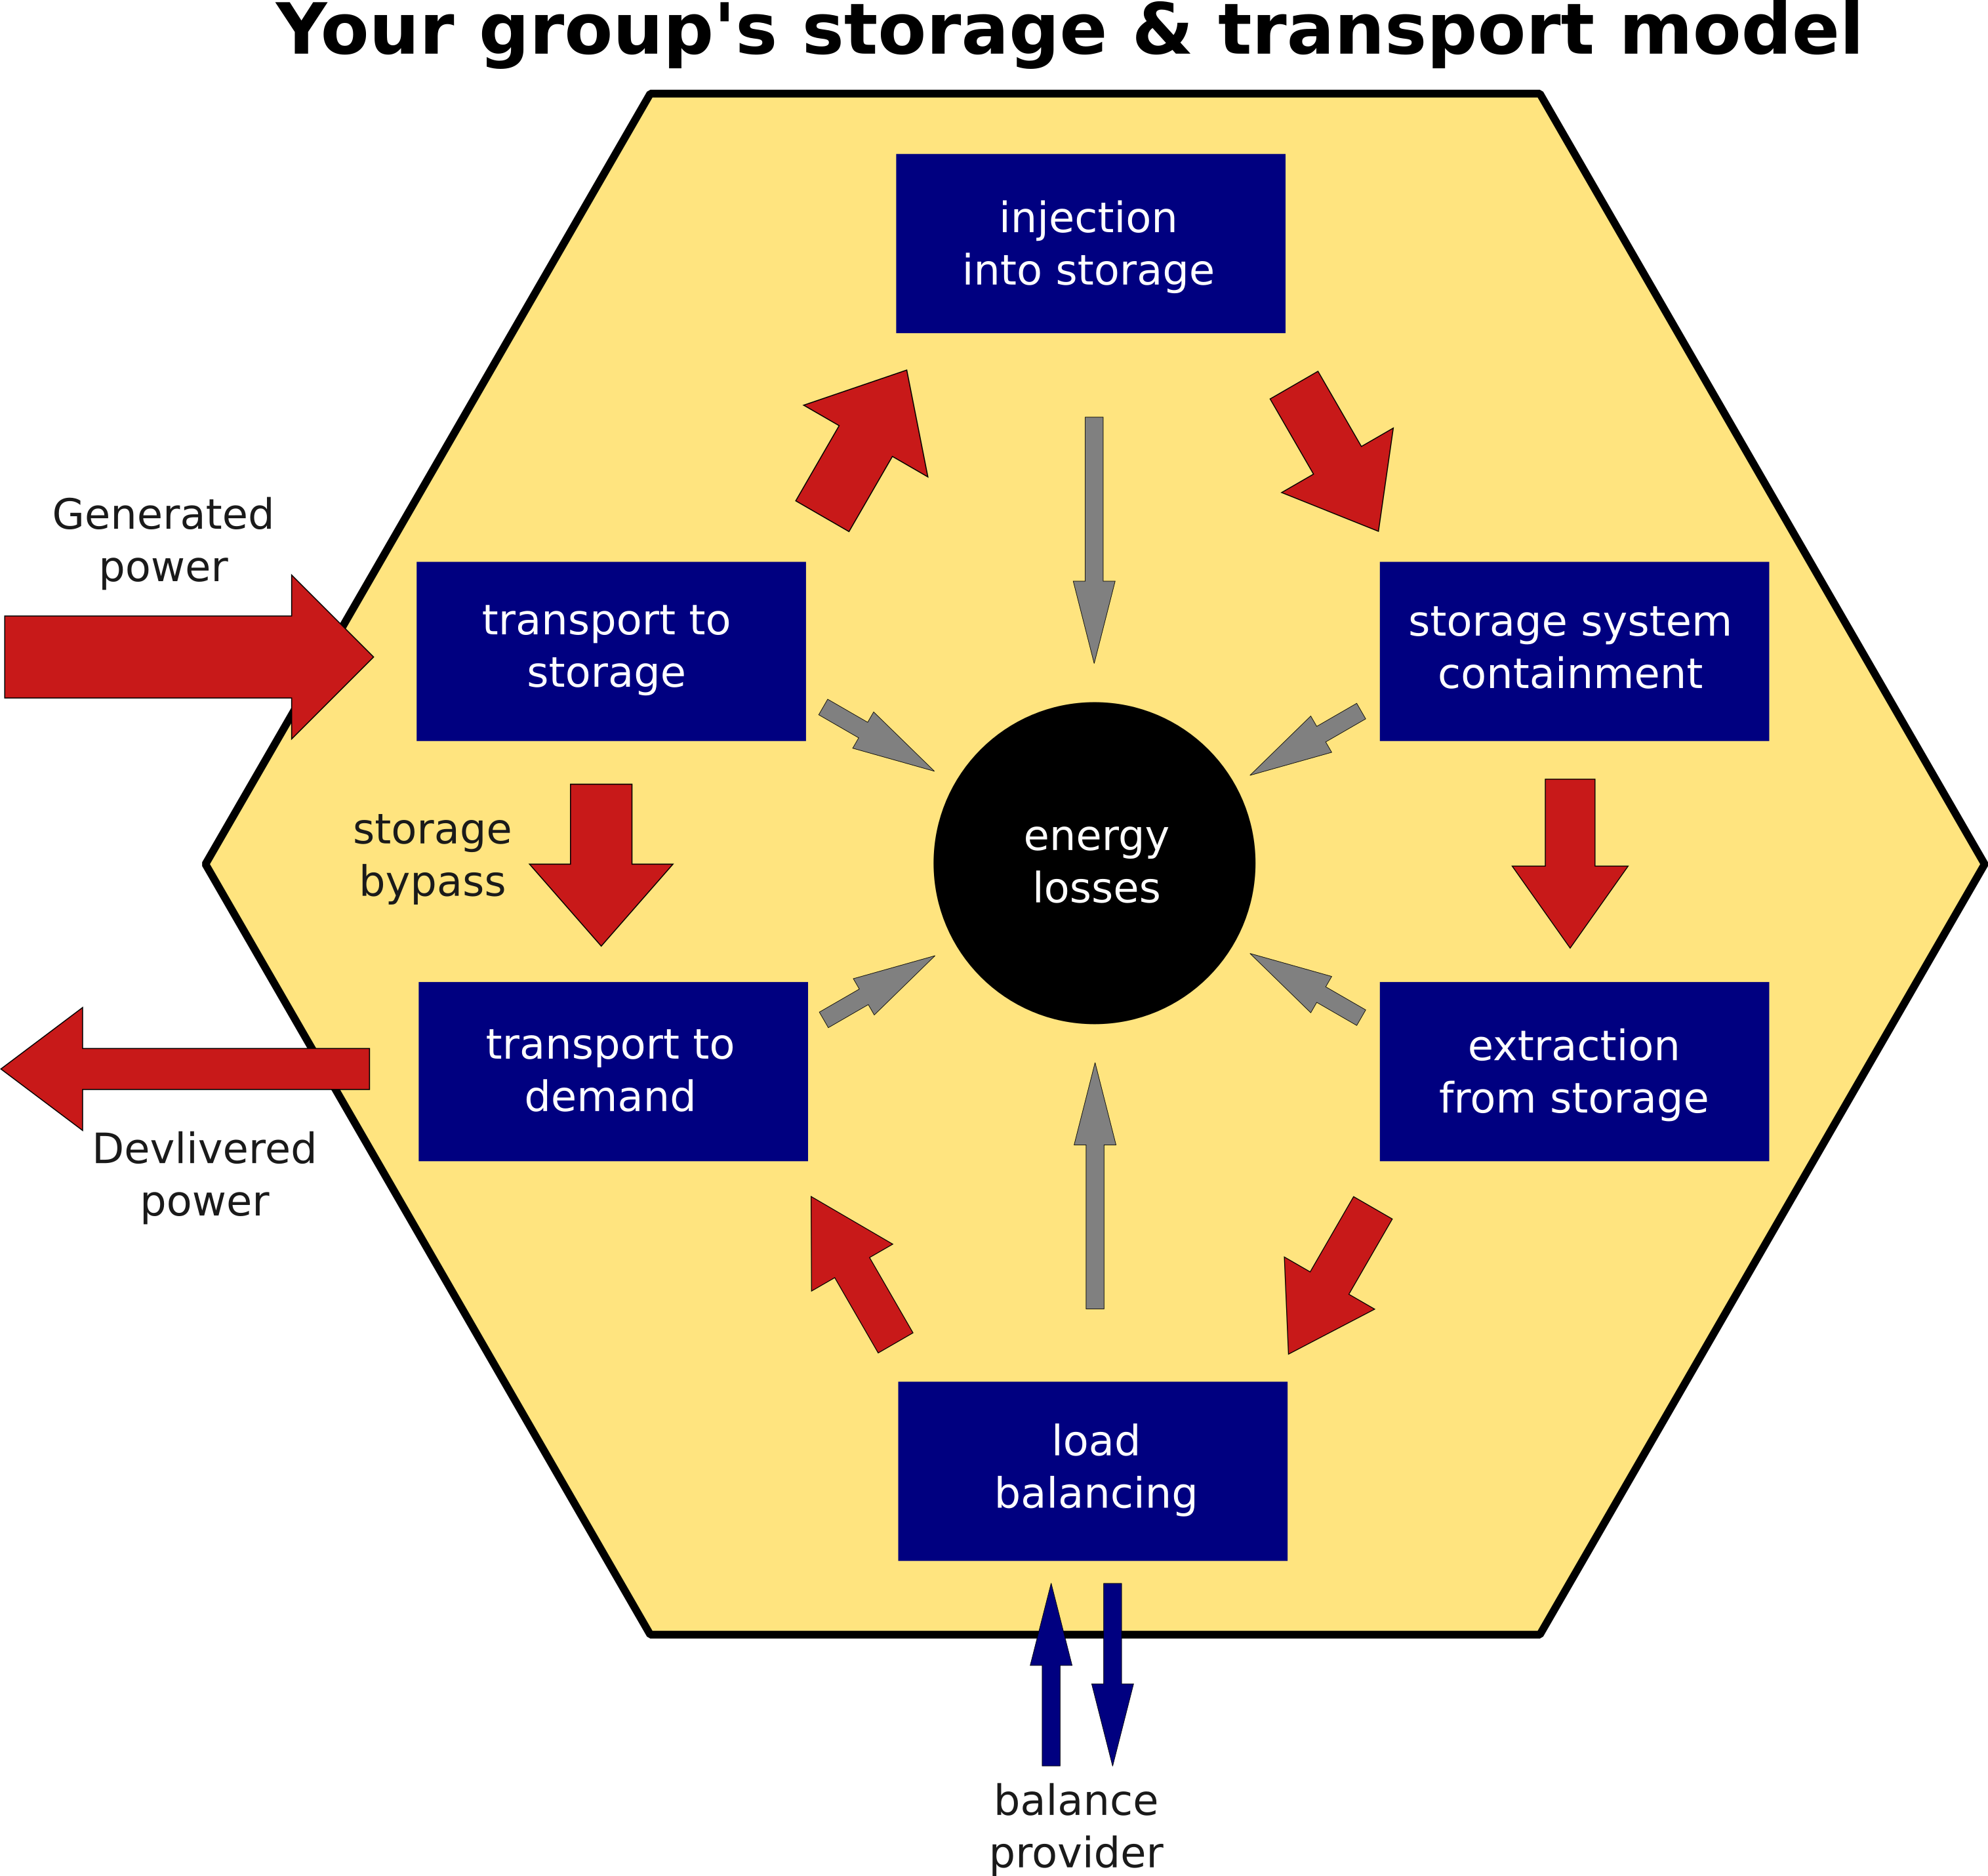 Your group's storage & transport model
injection
into storage
Generated
power
transport to
storage
storage system
containment
storage
bypass
energy
losses
transport to
demand
extraction
from storage
Devlivered
power
load
balancing
balance
provider